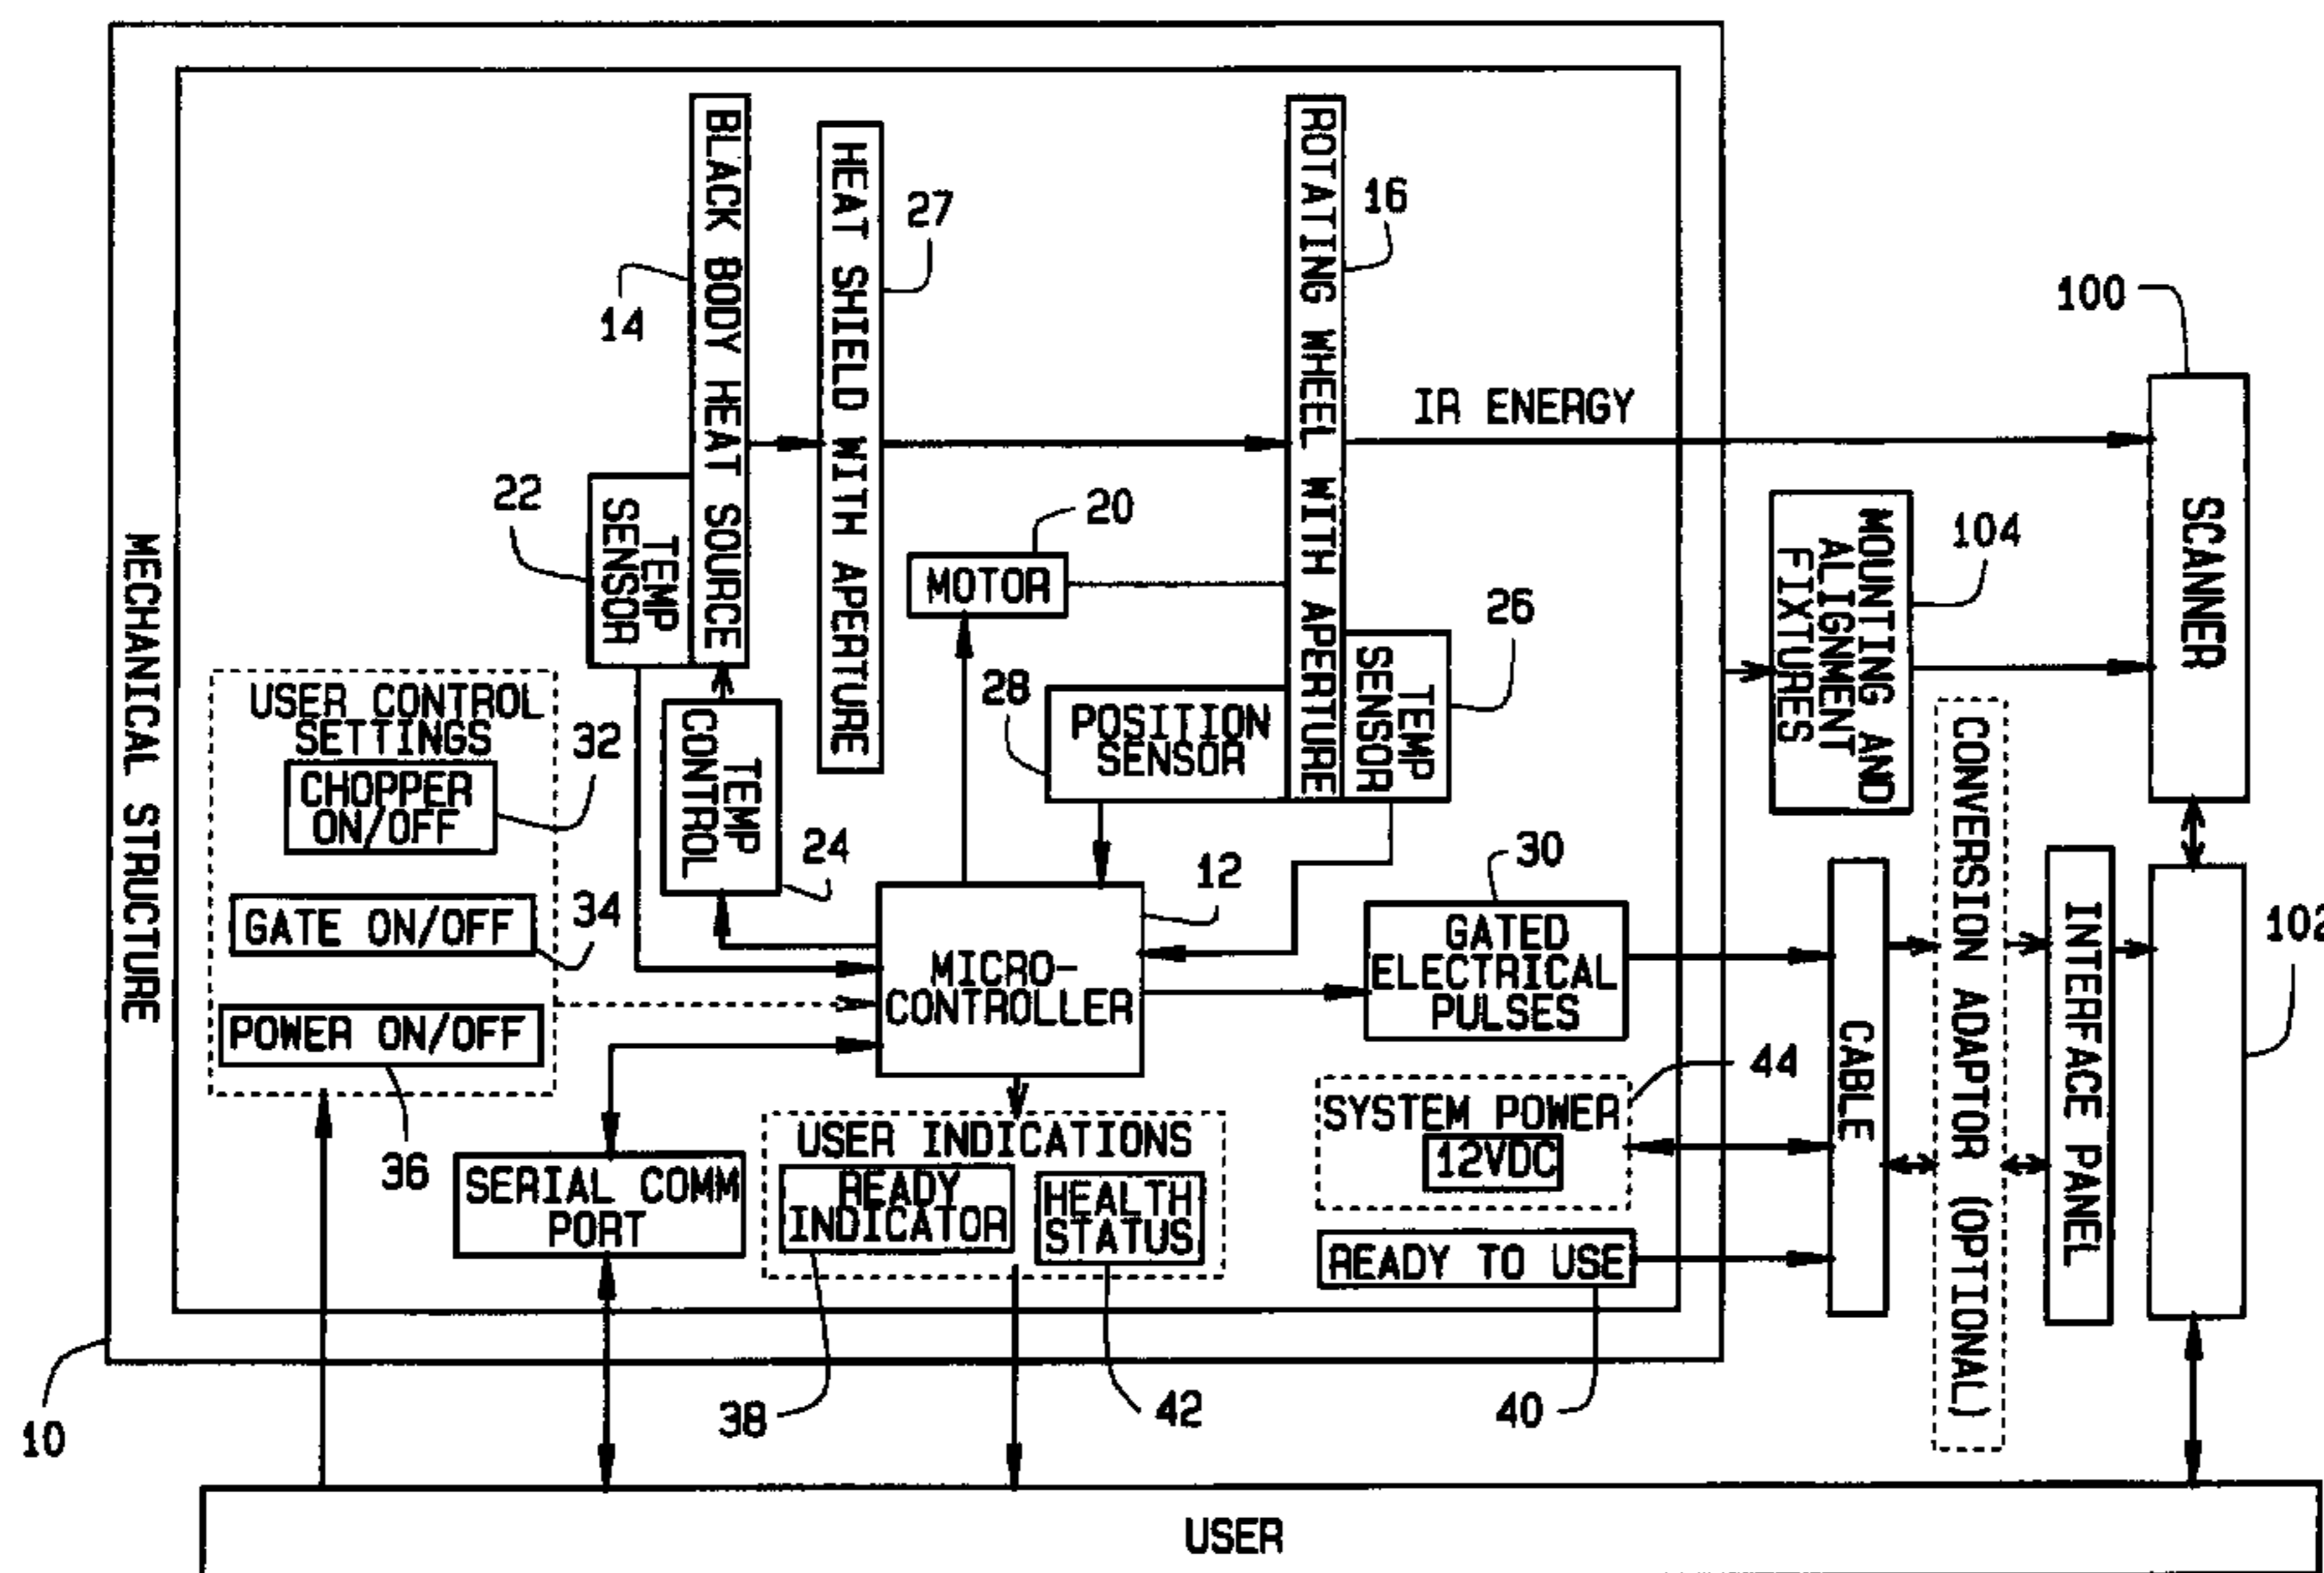 MECHANICAL STRUCTURE
10
BLACK BODY HEAT SOURCE
14
HEAT SHIELD WITH APERTURE
27
ROTATING WHEEL WITH APERTURE
16
IR ENERGY
100
SCANNER
22
TEMP
SENSOR
MOTOR
20
28
POSITION
SENSOR
TEMP
SENSOR
26
MOUNTING AND
ALIGNMENT
FIXTURES
104
USER CONTROL
SETTINGS
CHOPPER
ON/OFF
32
GATE ON/OFF
34
POWER ON/OFF
36
TEMP
CONTROL
24
MICRO-
CONTROLLER
12
GATED
ELECTRICAL
PULSES
30
SYSTEM POWER
12VDC
44
READY TO USE
40
CABLE
CONVERSION ADAPTOR (OPTIONAL)
INTERFACE PANEL
102
SERIAL COMM
PORT
USER INDICATIONS
READY
INDICATOR
38
HEALTH
STATUS
42
USER